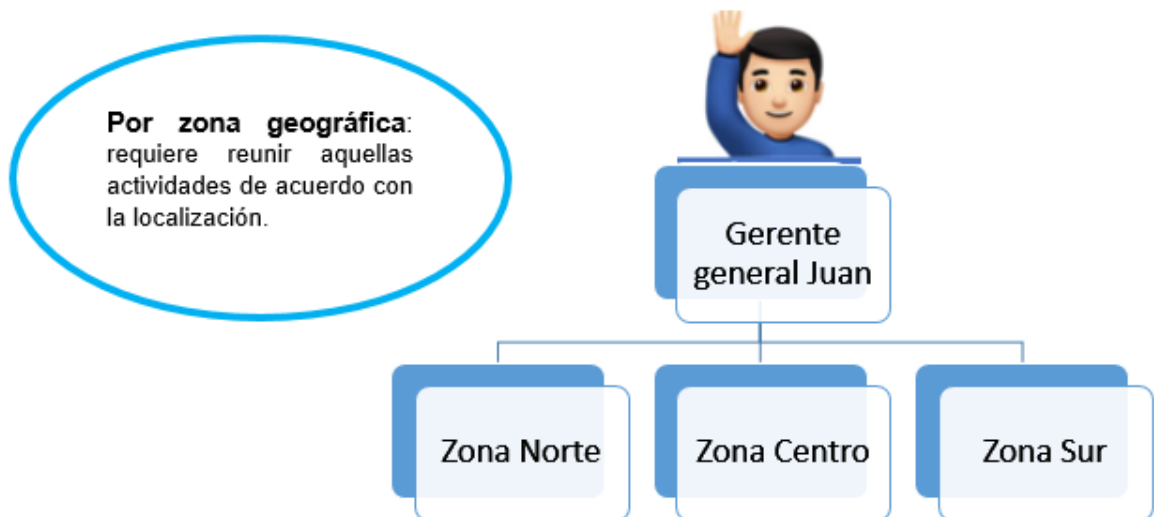 Por zona geográfica:
requiere reunir aquellas
actividades de acuerdo con
la localización.
Gerente
general Juan
Zona Norte
Zona Centro
Zona Sur